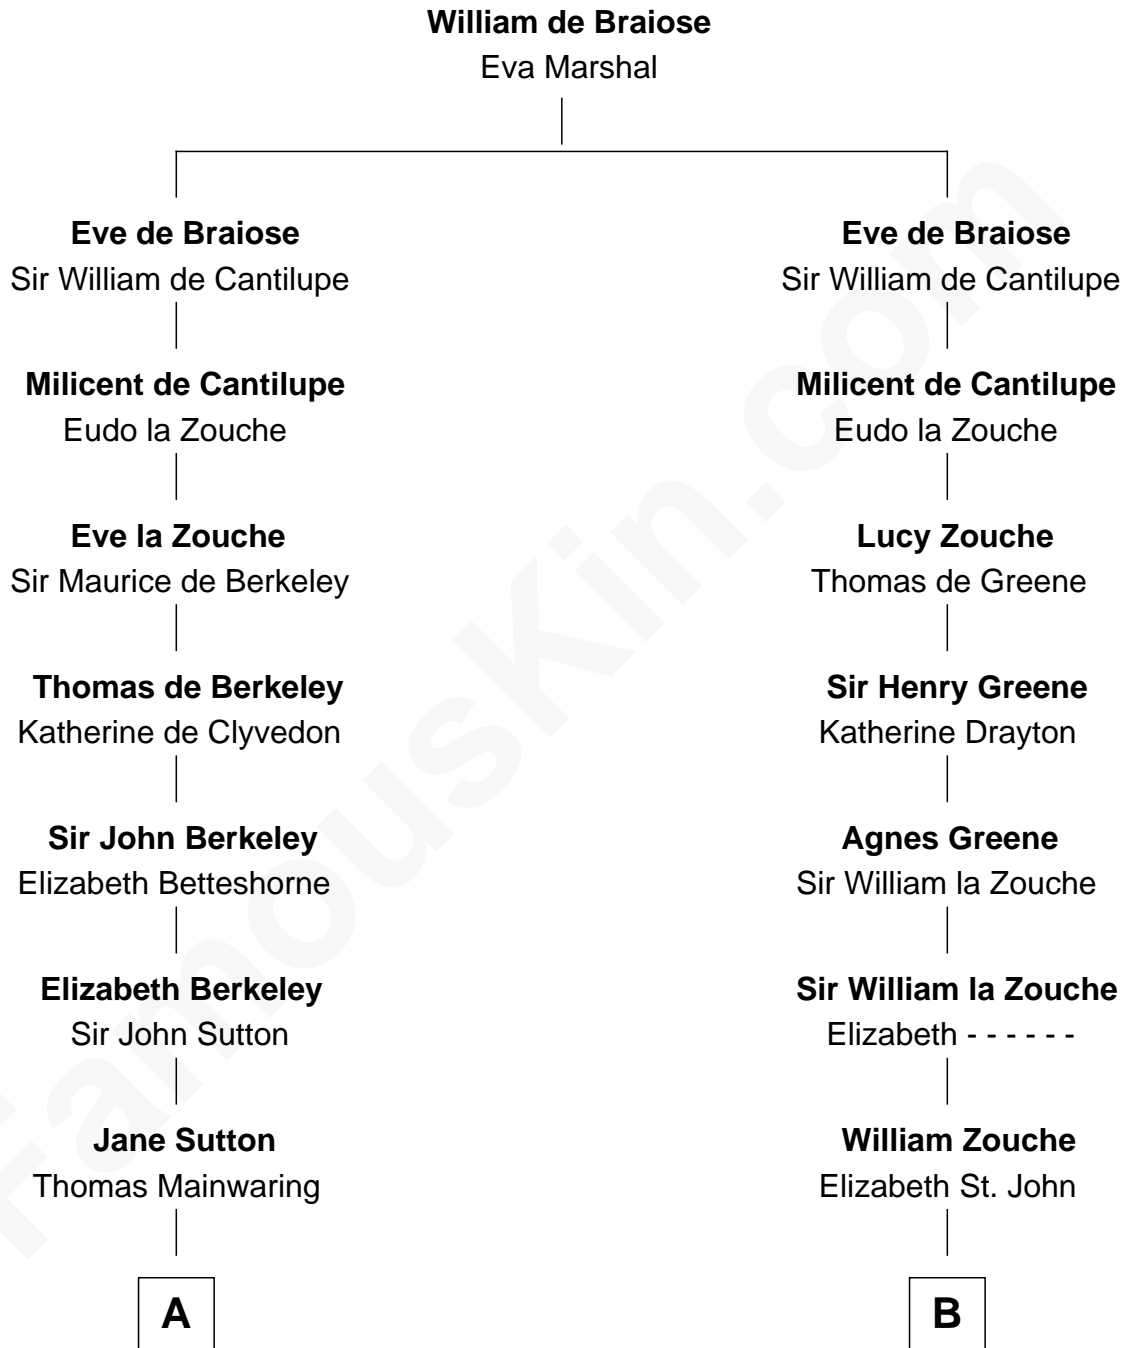 William de Braiose
Eva Marshal
Eve de Braiose
Sir William de Cantilupe
Eve de Braiose
Sir William de Cantilupe
Milicent de Cantilupe
Eudo la Zouche
Milicent de Cantilupe
Eudo la Zouche
Eve la Zouche
Sir Maurice de Berkeley
Lucy Zouche
Thomas de Greene
Thomas de Berkeley
Katherine de Clyvedon
Sir Henry Greene
Katherine Drayton
Sir John Berkeley
Elizabeth Betteshorne
Agnes Greene
Sir William la Zouche
Elizabeth Berkeley
Sir John Sutton
Sir William la Zouche
Elizabeth - - - - - -
Jane Sutton
Thomas Mainwaring
William Zouche
Elizabeth St. John
A
B
FamousKin.com